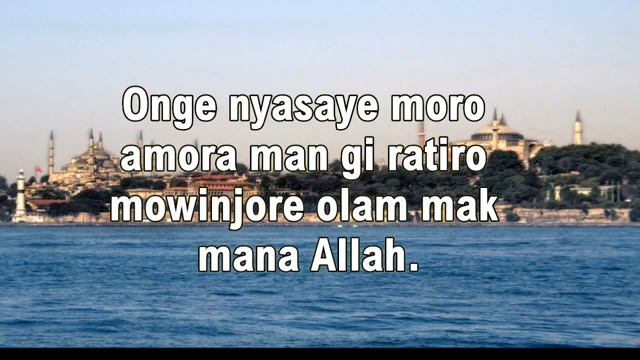 Onge nyasaye moro
amora man gi ratiro
mowinjore olam mak
mana Allah.